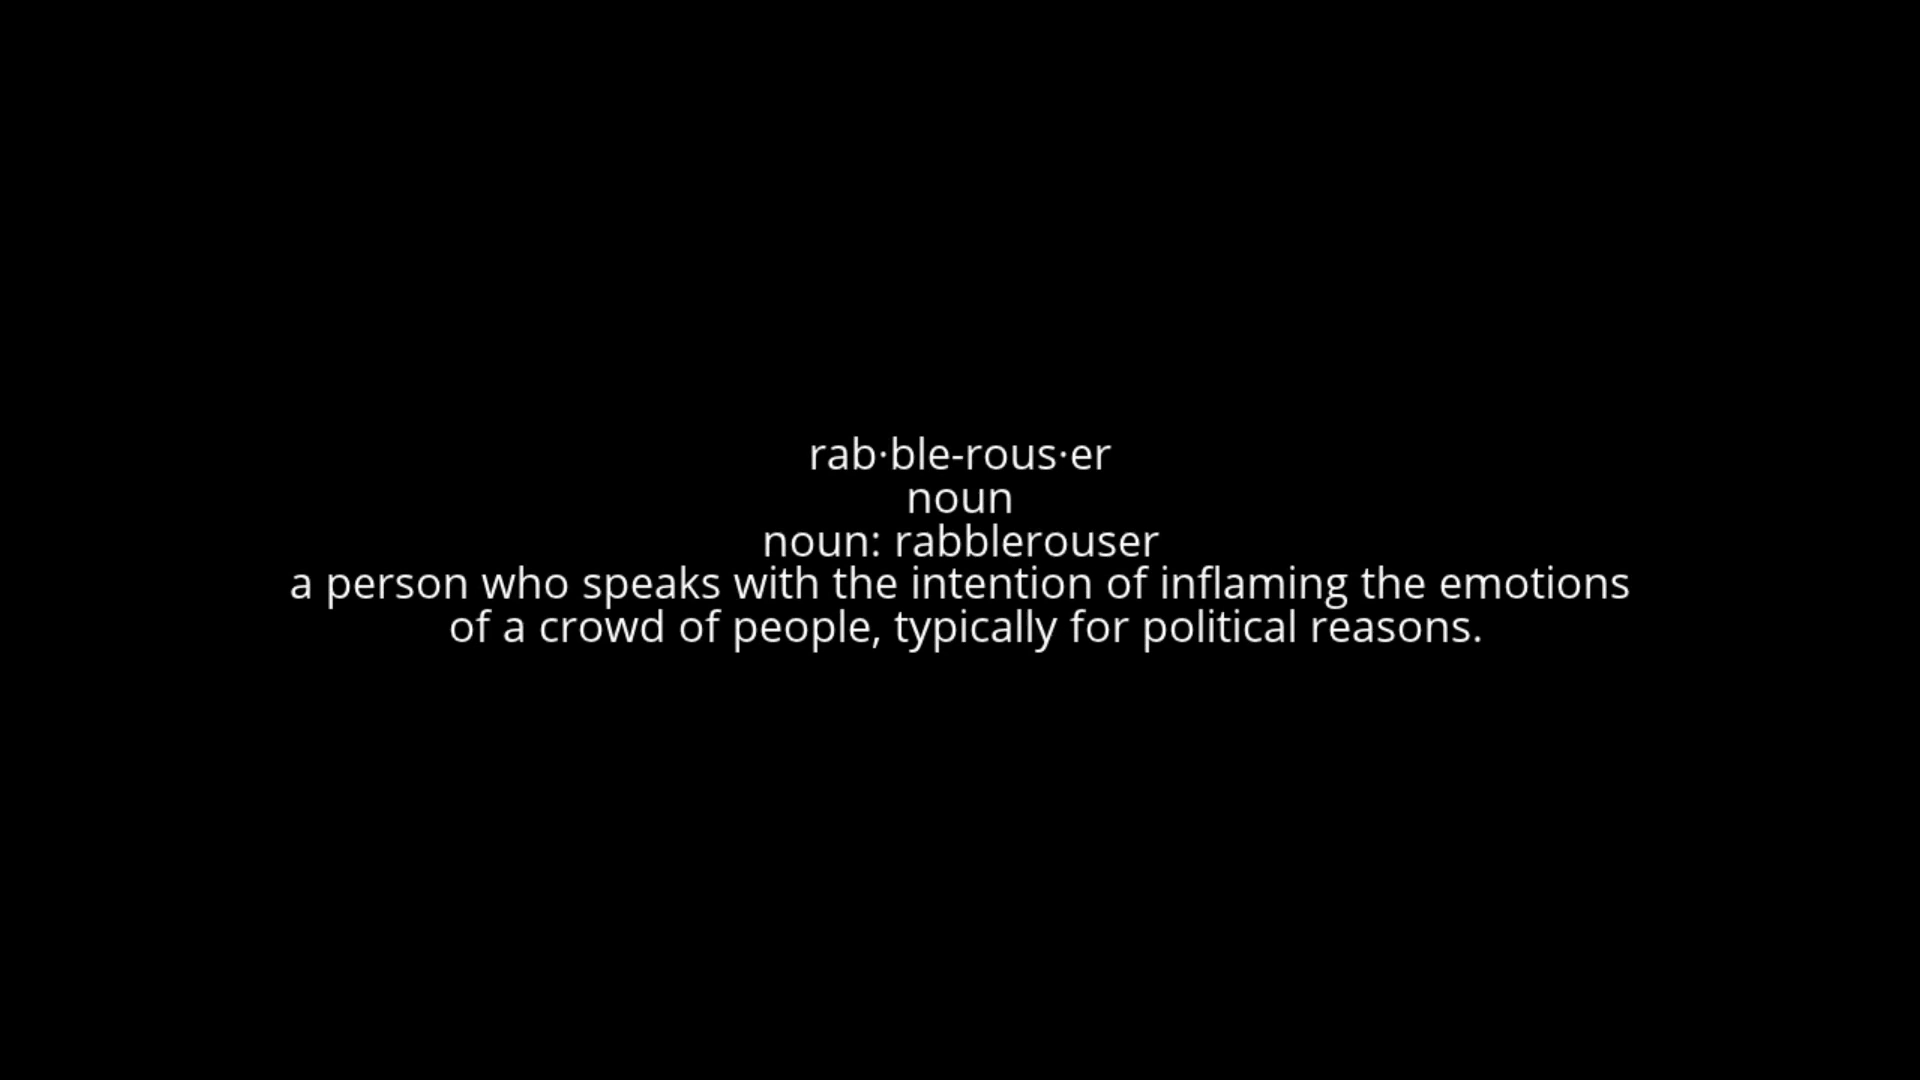 rab·ble-rous·er
noun
noun: rabblerouser
a person who speaks with the intention of inflaming the emotions
of a crowd of people, typically for political reasons.